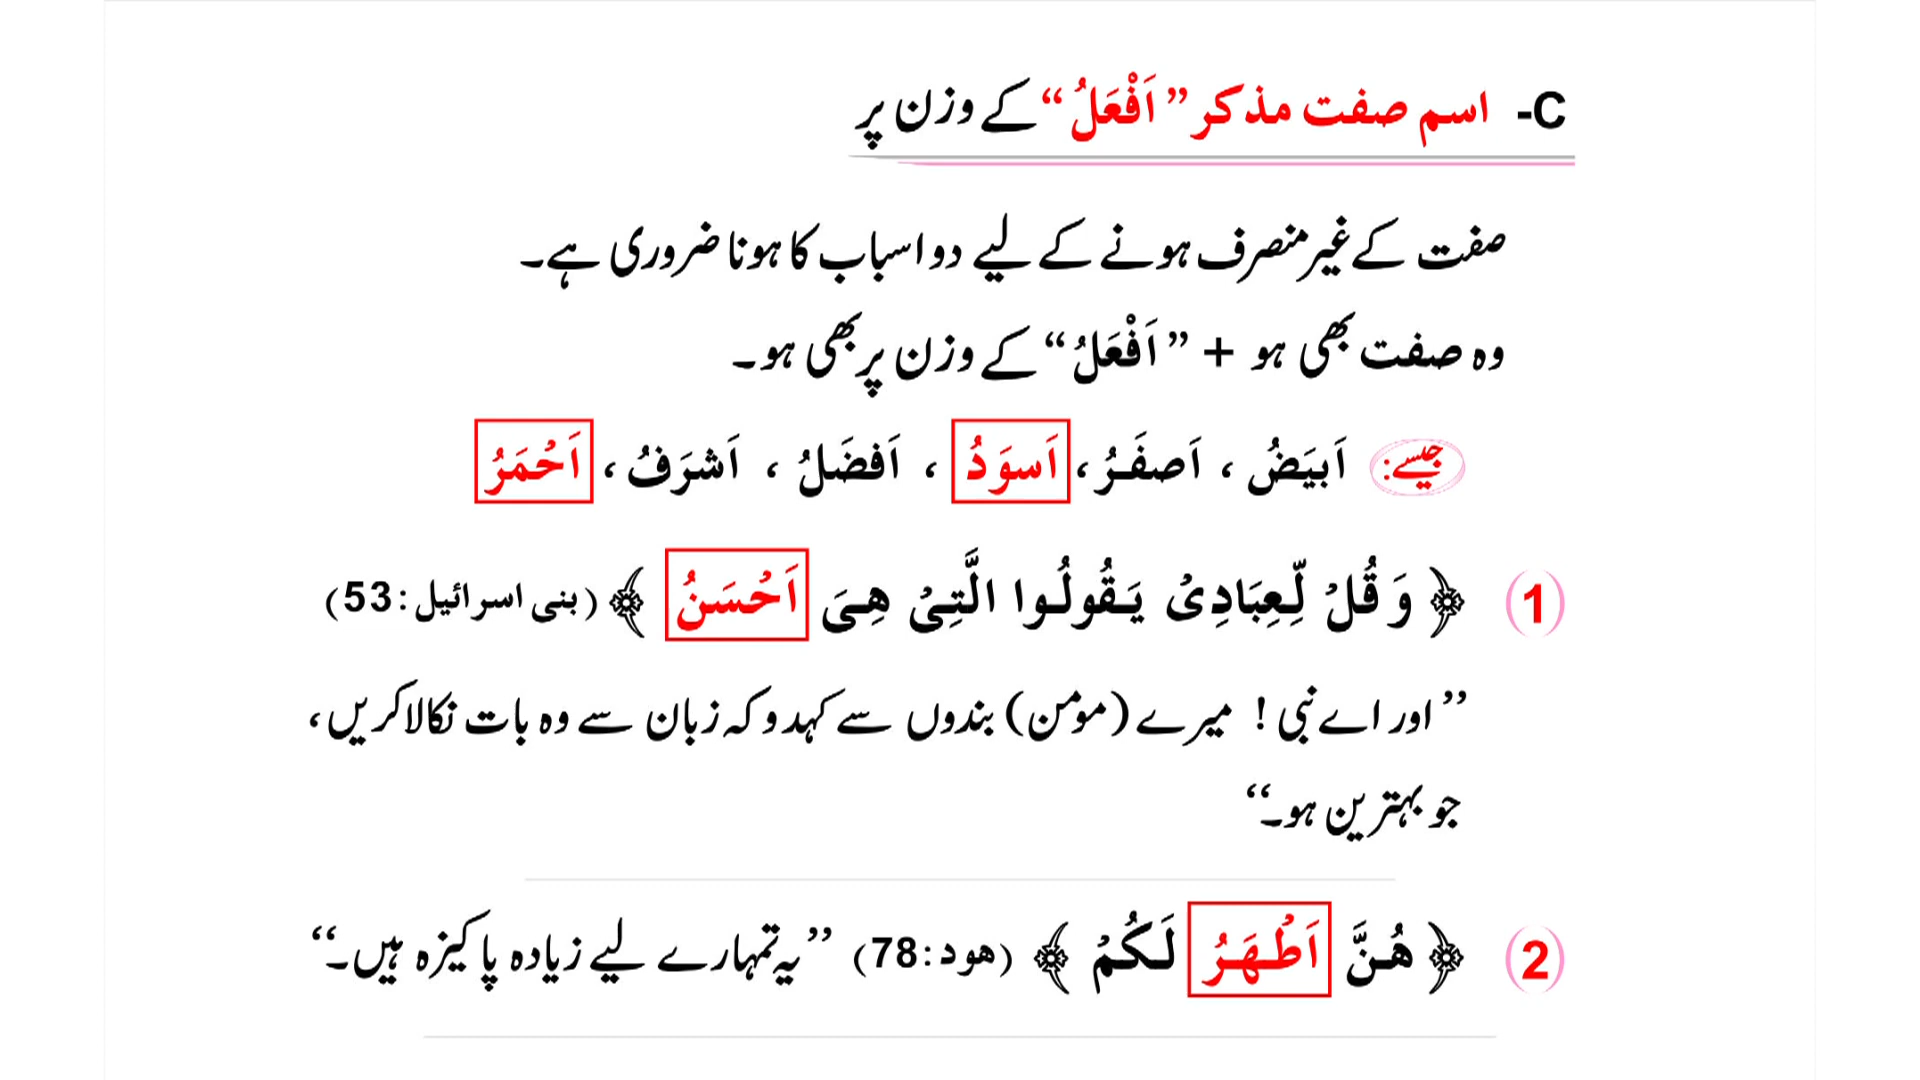 C- اسم صفت مذکر ”اَفْعَلُ“ کے وزن پر
صفت کے غیر منصرف ہونے کے لیے دو اسباب کا ہونا ضروری ہے۔
وہ صفت بھی ہو + ”اَفْعَلُ“ کے وزن پر بھی ہو۔
جیسے: اَبیَضُ ، اَصفَرُ ، اَسوَدُ ، اَفضَلُ ، اَشرَفُ ، اَحْمَرُ
(1) ﴿ وَ قُلْ لِّعِبَادِیْ یَقُولُوا الَّتِیْ هِیَ اَحْسَنُ ﴾ (بنی اسرائیل:53)
”اور اے نبی! میرے (مومن) بندوں سے کہدو کہ زبان سے وہ بات نکالا کریں،
جو بہترین ہو۔“
(2) ﴿ هُنَّ اَطْهَرُ لَکُمْ ﴾ (هود:78) ”یہ تمہارے لیے زیادہ پاکیزہ ہیں۔“